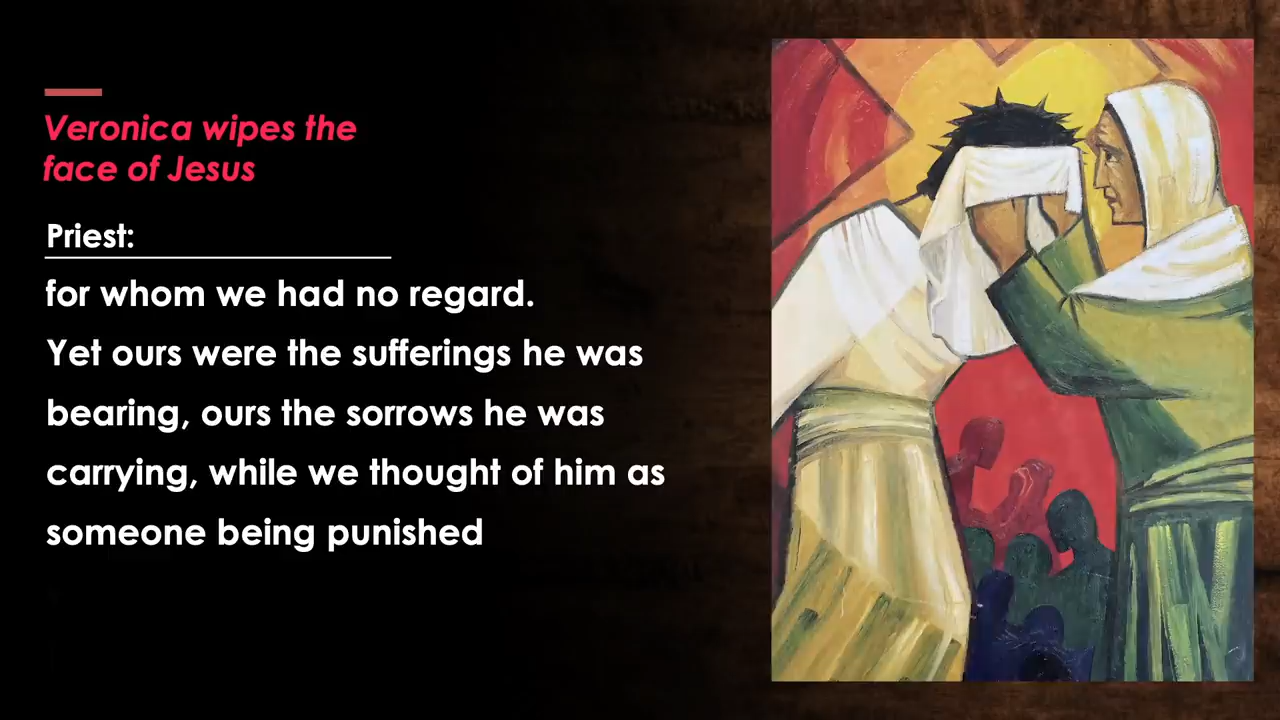 Veronica wipes the
face of Jesus
Priest:
for whom we had no regard.
Yet ours were the sufferings he was
bearing, ours the sorrows he was
carrying, while we thought of him as
someone being punished